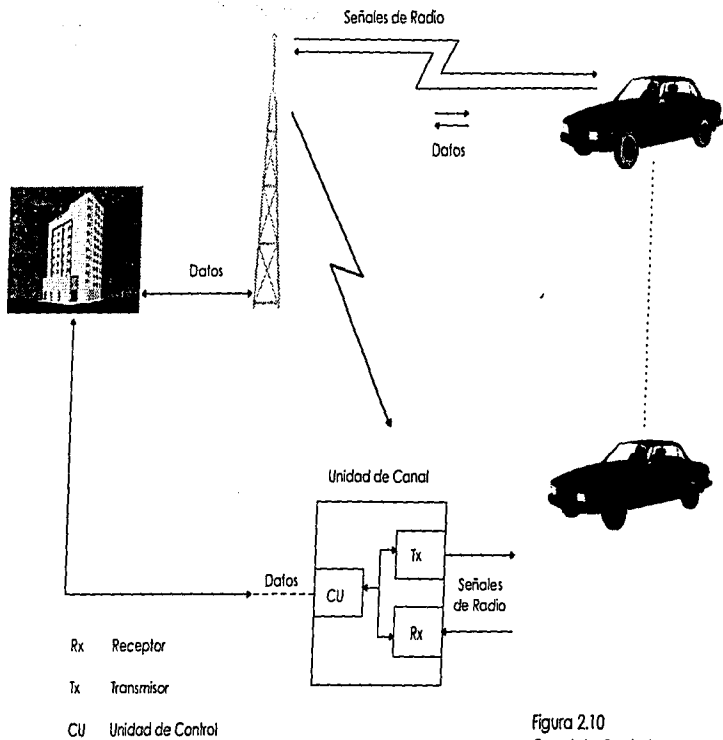 Señales de Radio
Datos
Datos
Unidad de Canal
Tx
Datos
CU
Señales
de Radio
Rx
Rx Receptor
Tx Transmisor
CU Unidad de Control
Figura 2.10